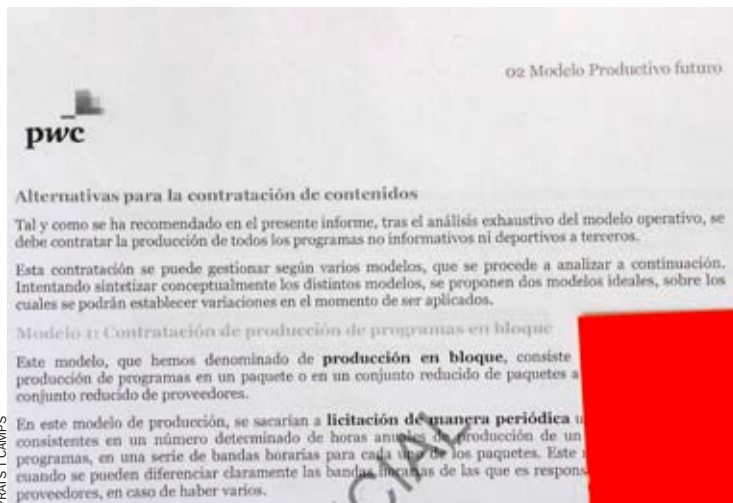 02 Modelo Productivo futuro
pwc
Alternativas para la contratación de contenidos
Tal y como se ha recomendado en el presente informe, tras el análisis exhaustivo del modelo operativo, se
debe contratar la producción de todos los programas no informativos ni deportivos a terceros.
Esta contratación se puede gestionar según varios modelos, que se procede a analizar a continuación.
Intentando sintetizar conceptualmente los distintos modelos, se proponen dos modelos ideales, sobre los
cuales se podrán establecer variaciones en el momento de ser aplicados.
Modelo 1: Contratación de producción de programas en bloque
Este modelo, que hemos denominado de producción en bloque, consiste
producción de programas en un paquete o en un conjunto reducido de paquetes a
conjunto reducido de proveedores.
En este modelo de producción, se sacarían a licitación de manera periódica
consistentes en un número determinado de horas anuales de producción de un
programas, en una serie de bandas horarias para cada uno de los paquetes. Este
cuando se pueden diferenciar claramente las bandas horarias de las que es respons
proveedores, en caso de haber varios.
CIAL
PRATS I CAMPS